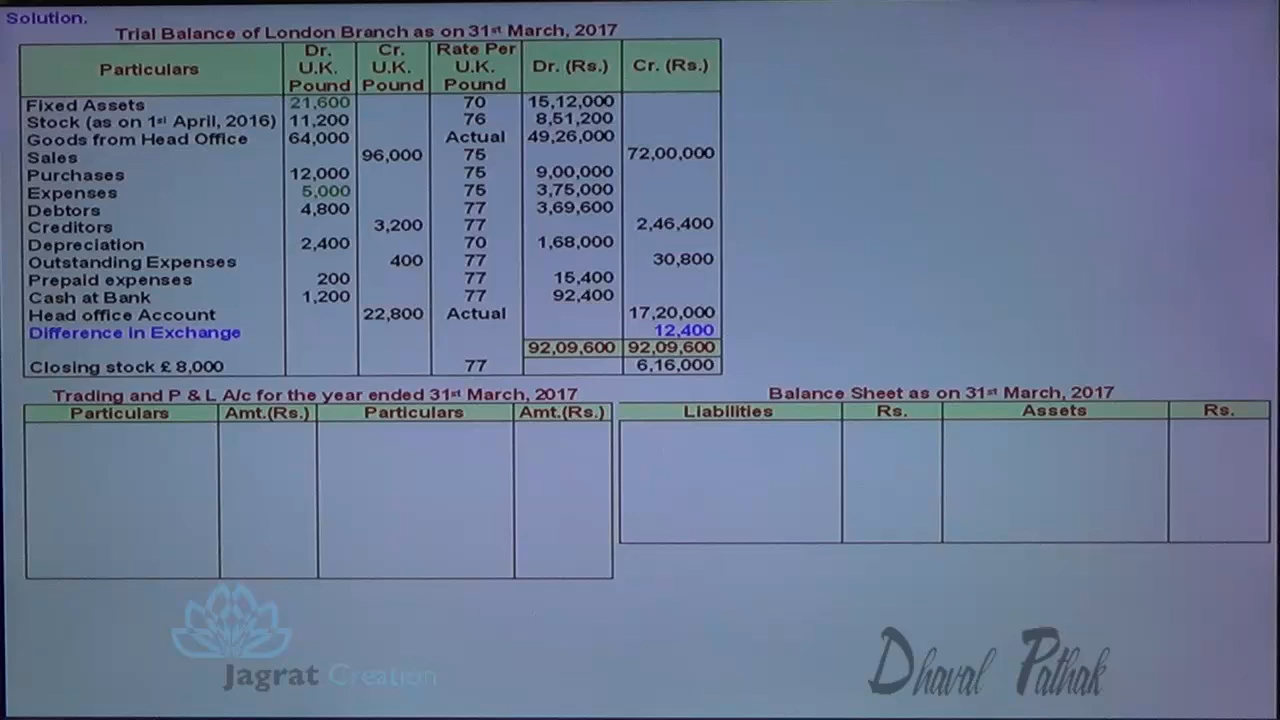 Solution.
Trial Balance of London Branch as on 31st March, 2017
Particulars Dr. U.K. Pound Cr. U.K. Pound Rate Per U.K. Pound Dr. (Rs.) Cr. (Rs.)
Fixed Assets 21,600 70 15,12,000
Stock (as on 1st April, 2016) 11,200 76 8,51,200
Goods from Head Office 64,000 Actual 49,26,000
Sales 96,000 75 72,00,000
Purchases 12,000 75 9,00,000
Expenses 5,000 75 3,75,000
Debtors 4,800 77 3,69,600
Creditors 3,200 77 2,46,400
Depreciation 2,400 70 1,68,000
Outstanding Expenses 400 77 30,800
Prepaid expenses 200 77 15,400
Cash at Bank 1,200 77 92,400
Head office Account 22,800 Actual 17,20,000
Difference in Exchange 12,400
92,09,600 92,09,600
Closing stock £ 8,000 77 6,16,000
Trading and P & L A/c for the year ended 31st March, 2017
Particulars Amt.(Rs.) Particulars Amt.(Rs.)
Balance Sheet as on 31st March, 2017
Liabilities Rs. Assets Rs.
Jagrat Creation
Dhaval Pathak